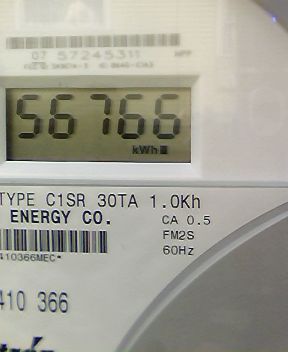 07 57245311
56766
kWh
TYPE C1SR 30TA 1.0Kh
ENERGY CO.
CA 0.5
FM2S
60Hz
410366MEC*
410 366